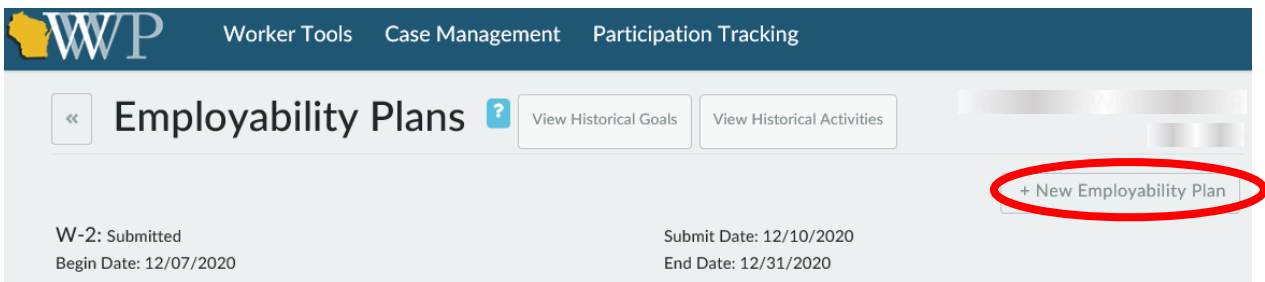 WWP Worker Tools Case Management Participation Tracking
« Employability Plans ? View Historical Goals View Historical Activities
+ New Employability Plan
W-2: Submitted Submit Date: 12/10/2020
Begin Date: 12/07/2020 End Date: 12/31/2020